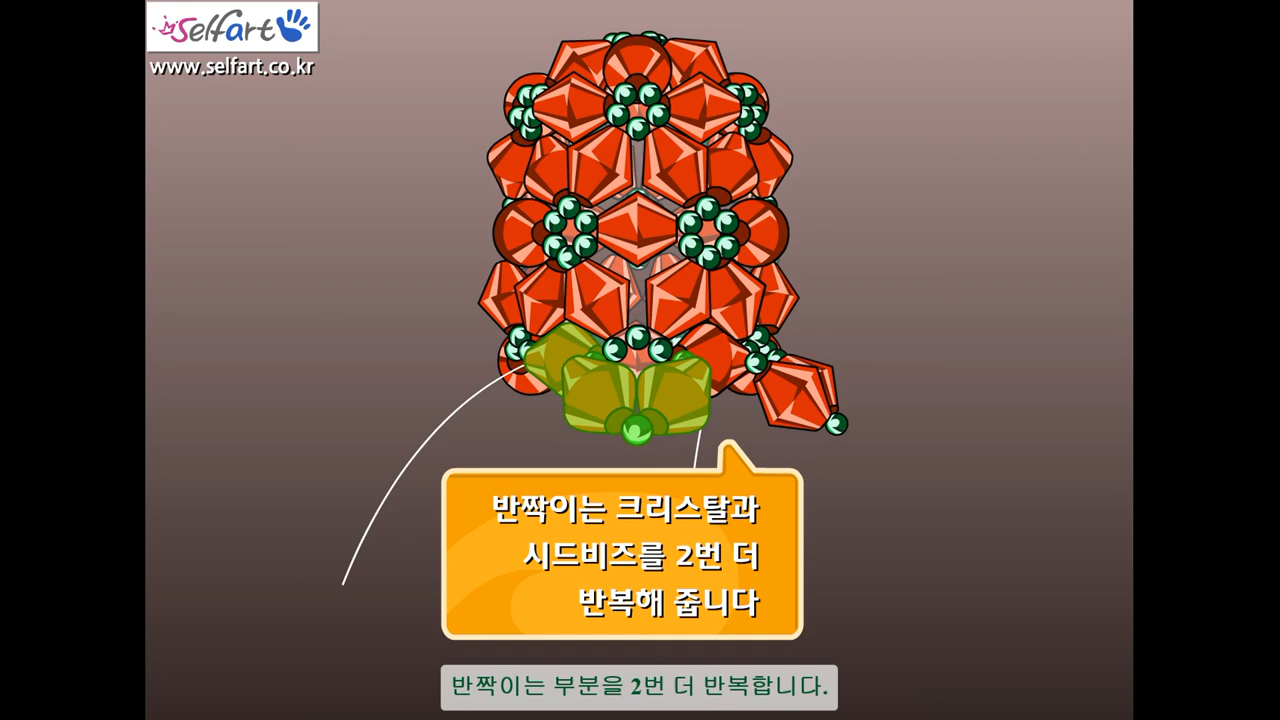 Selfart
www.selfart.co.kr
반짝이는 크리스탈과
시드비즈를 2번 더
반복해 줍니다
반짝이는 부분을 2번 더 반복합니다.